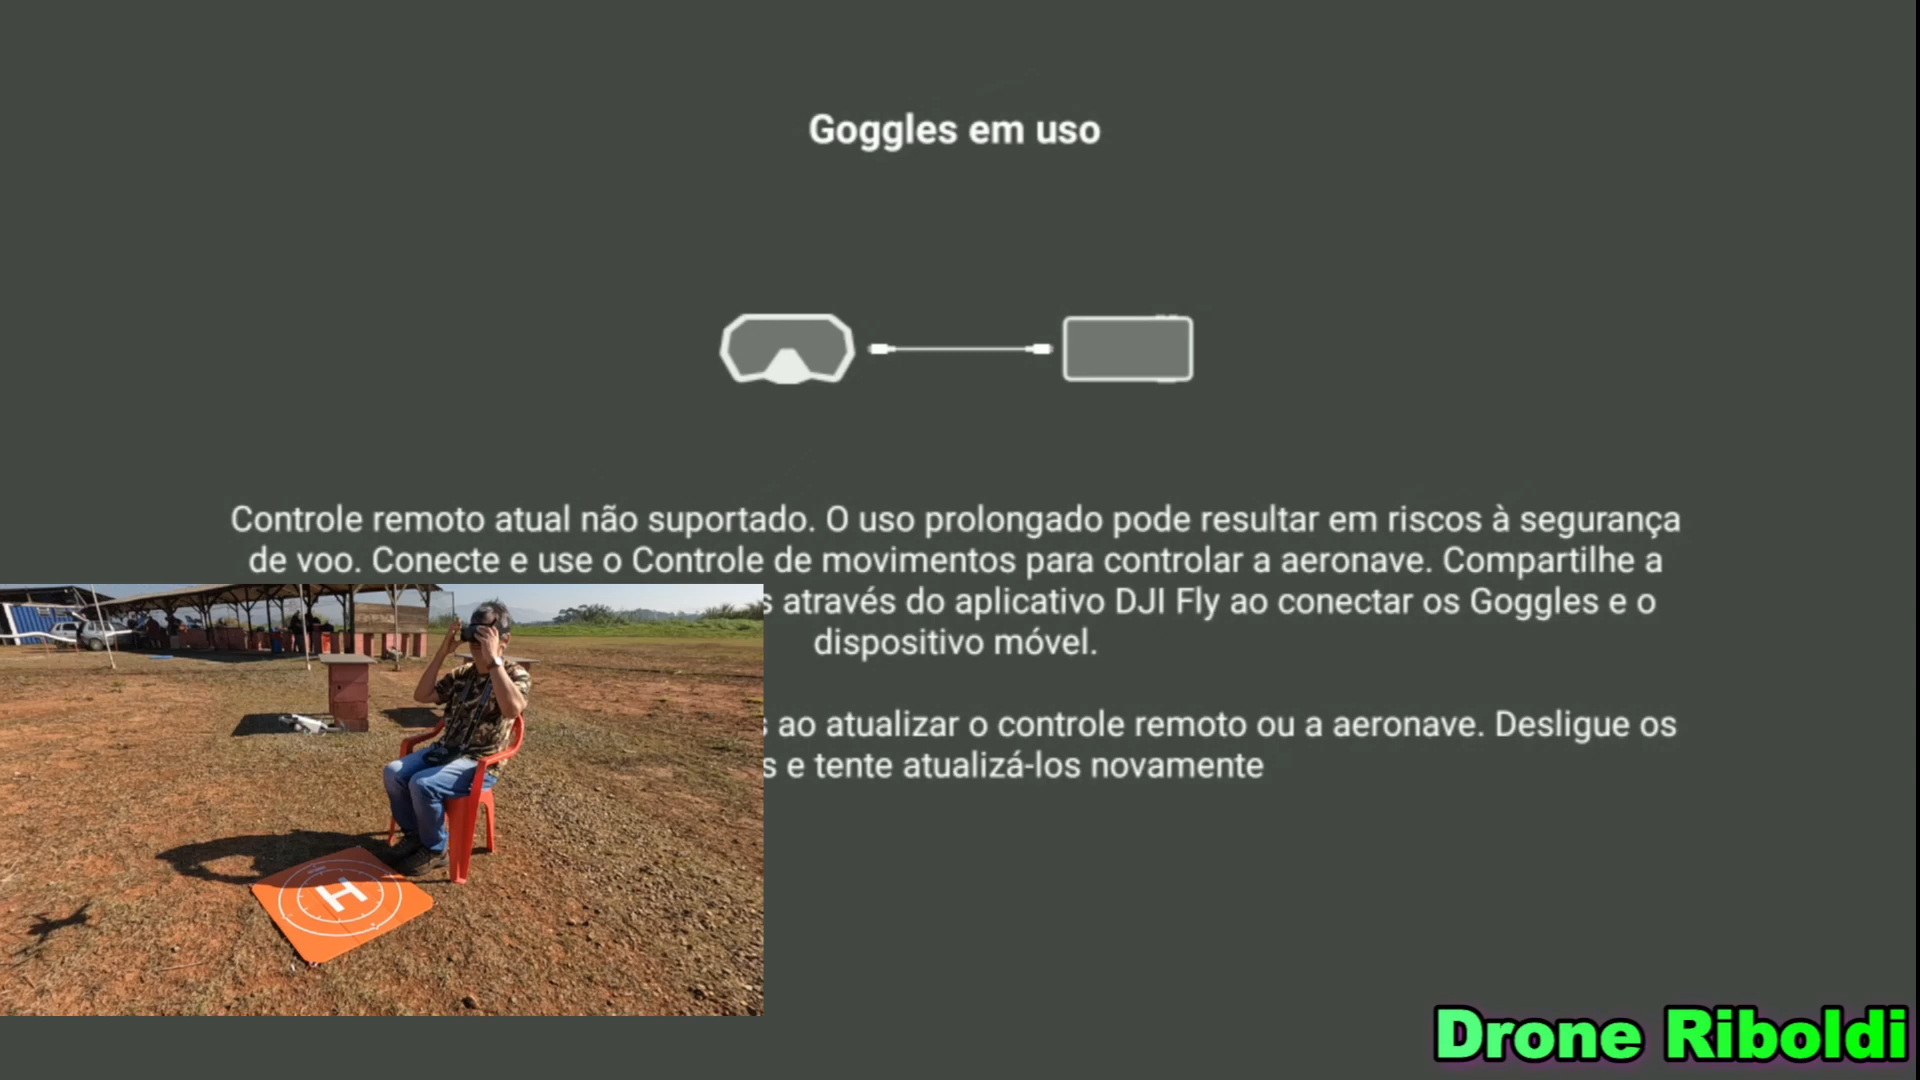 Goggles em uso
Controle remoto atual não suportado. O uso prolongado pode resultar em riscos à segurança
de voo. Conecte e use o Controle de movimentos para controlar a aeronave. Compartilhe a
através do aplicativo DJI Fly ao conectar os Goggles e o
dispositivo móvel.
ao atualizar o controle remoto ou a aeronave. Desligue os
e tente atualizá-los novamente
H
Drone Riboldi